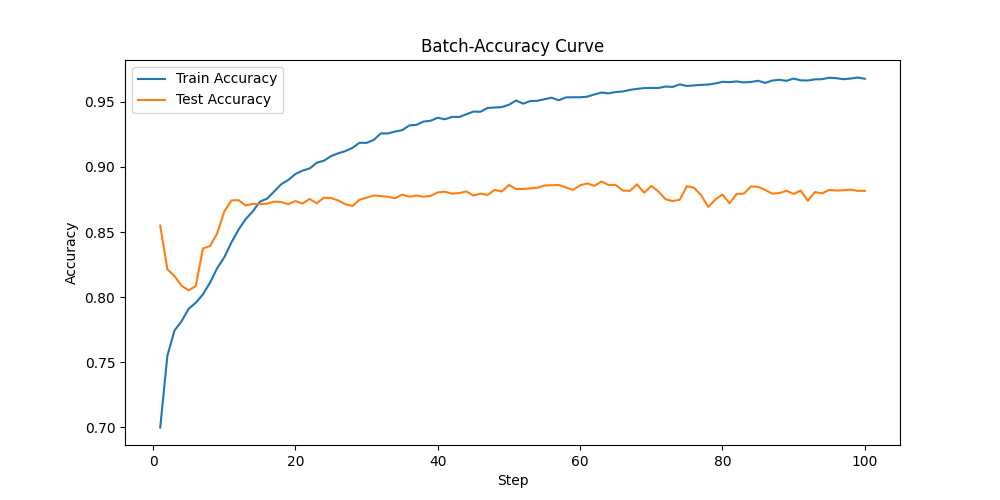 Batch-Accuracy Curve
Train Accuracy
Test Accuracy
Accuracy
0.95
0.90
0.85
0.80
0.75
0.70
0 20 40 60 80 100
Step